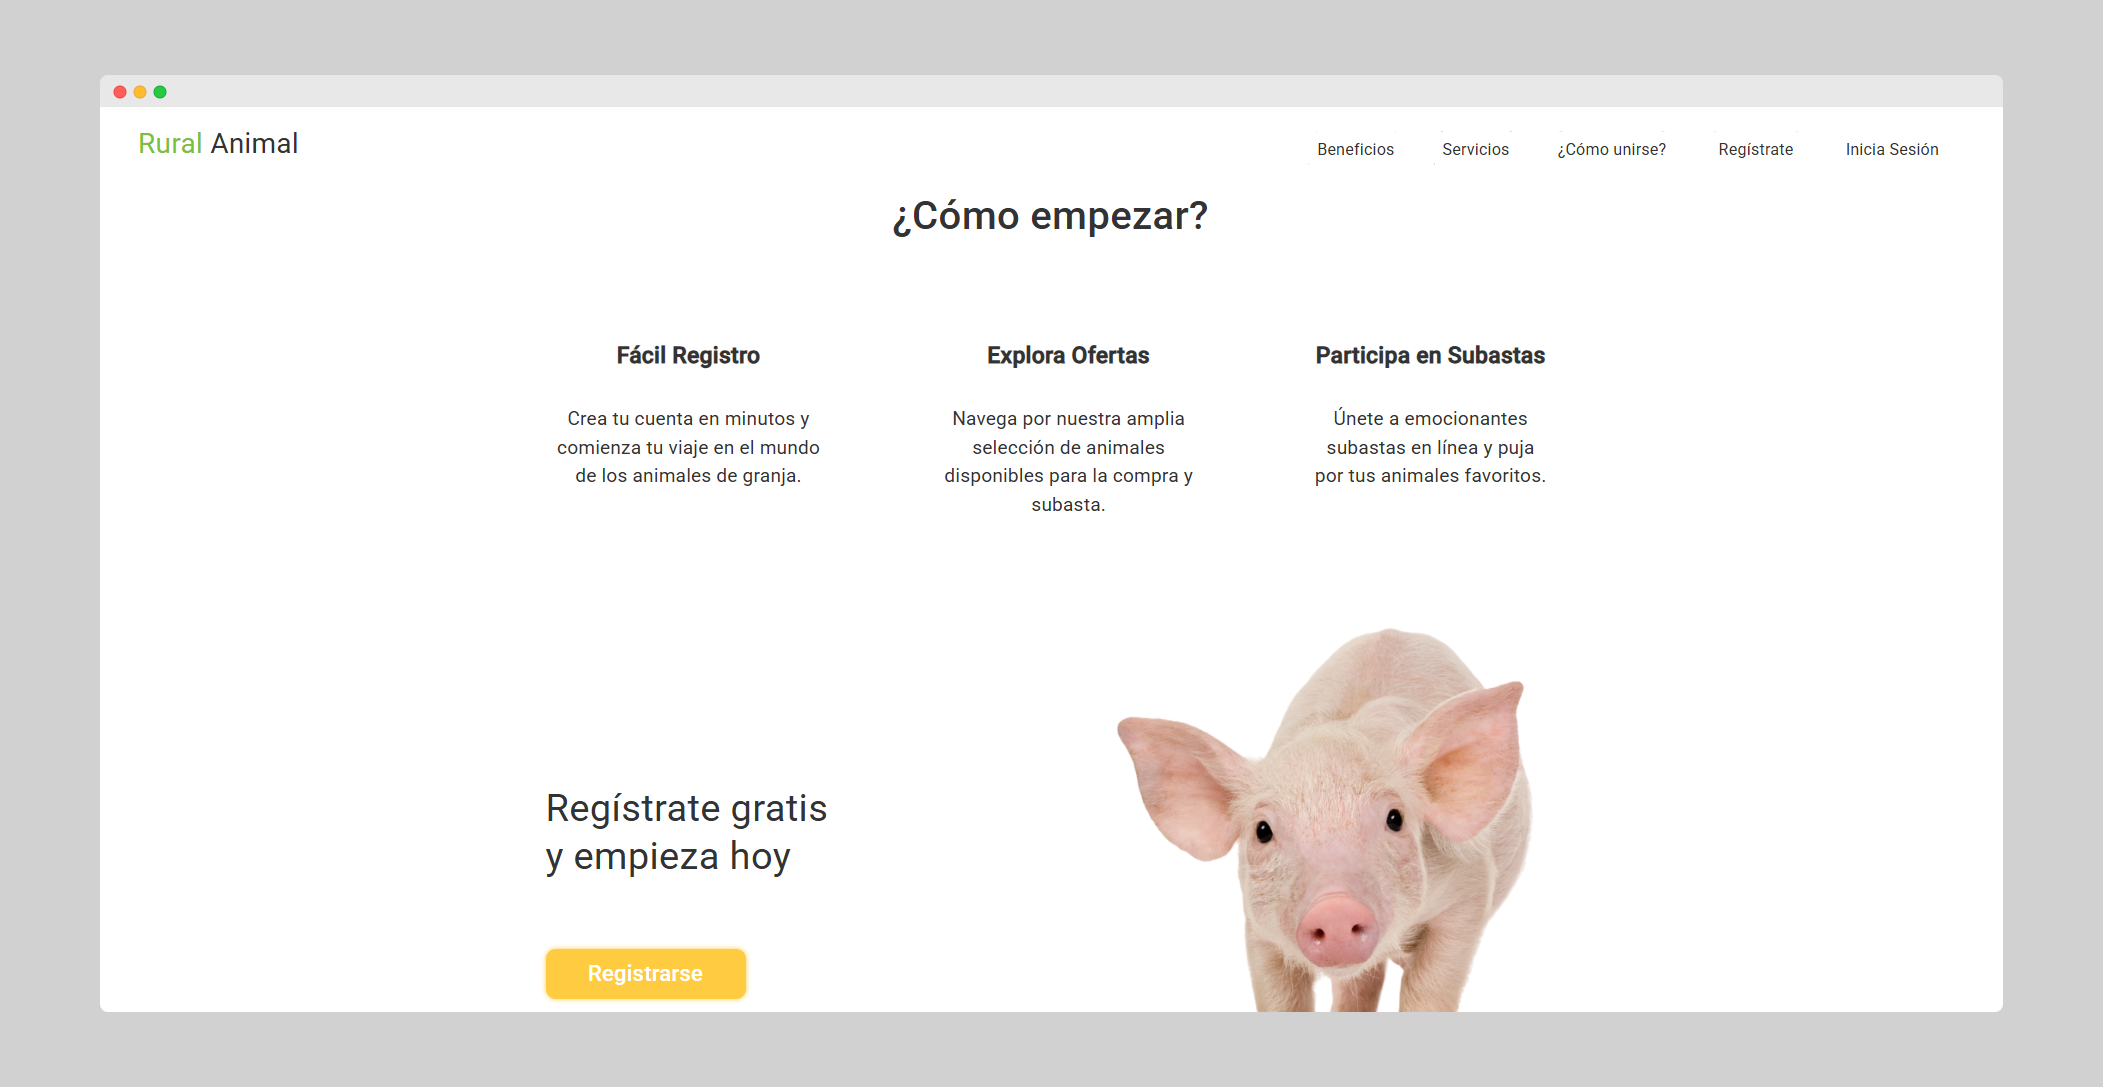 Rural Animal
Beneficios
Servicios
¿Cómo unirse?
Regístrate
Inicia Sesión
¿Cómo empezar?
Fácil Registro
Crea tu cuenta en minutos y
comienza tu viaje en el mundo
de los animales de granja.
Explora Ofertas
Navega por nuestra amplia
selección de animales
disponibles para la compra y
subasta.
Participa en Subastas
Únete a emocionantes
subastas en línea y puja
por tus animales favoritos.
Regístrate gratis
y empieza hoy
Registrarse